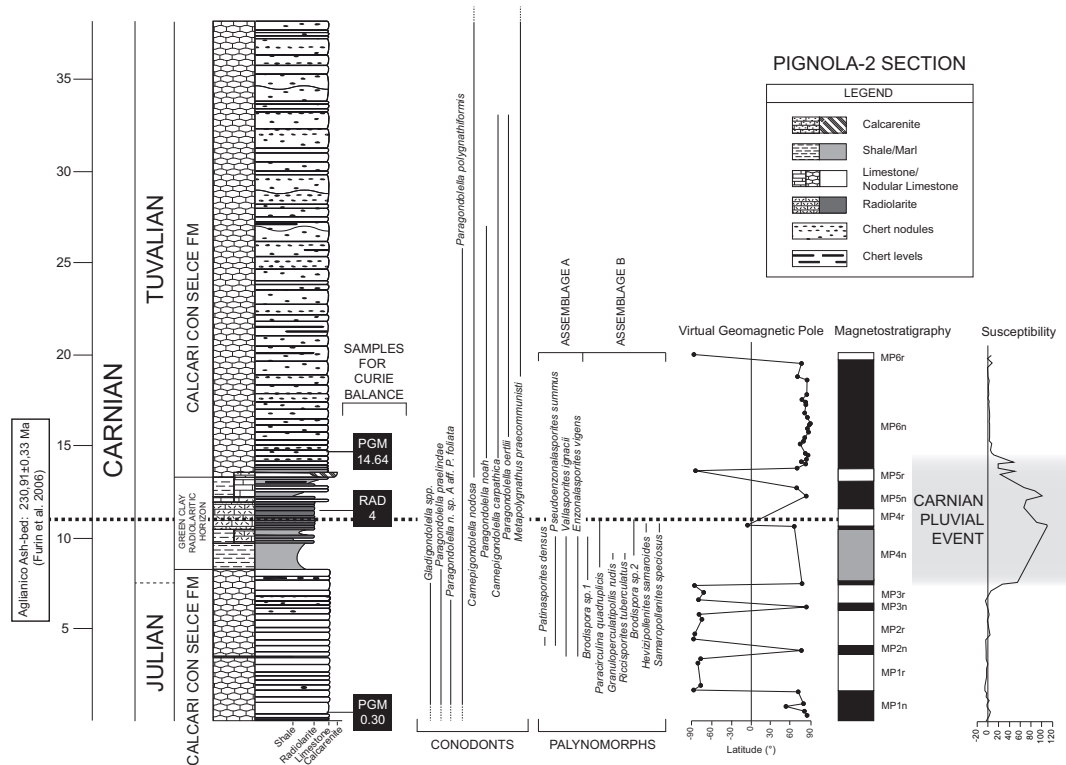 PIGNOLA-2 SECTION
LEGEND
Calcarenite
Shale/Marl
Limestone/
Nodular Limestone
Radiolarite
Chert nodules
Chert levels
35
30
25
20
15
10
5
Aglianico Ash-bed: 230,91±0,33 Ma
(Furin et al. 2006)
CARNIAN
TUVALIAN
JULIAN
CALCARI CON SELCE FM
GREEN CLAY
RADIOLARITIC
HORIZON
CALCARI CON SELCE FM
Shale
Radiolarite
Limestone
Calcarenite
SAMPLES
FOR
CURIE
BALANCE
PGM
14.64
RAD
4
PGM
0.30
Gladigondolella spp.
Paragondolella praelindae
Paragondolella n. sp. A aff. P. foliata
Paragondolella polygnathiformis
Carnepigondolella nodosa
Paragondolella noah
Carnepigondolella carpathica
Paragondolella oertlii
Metapolygnathus praecommunisti
CONODONTS
ASSEMBLAGE A
ASSEMBLAGE B
Patinasporites densus
Pseudoenzonalasporites summus
Vallasporites ignacii
Enzonalasporites vigens
Brodispora sp.1
Paracirculina quadruplicis
Granuloperculatipollis rudis
Riccisporites tuberculatus
Brodispora sp.2
Hevizipollenites samaroides
Samaropollenites speciosus
PALYNOMORPHS
Virtual Geomagnetic Pole
-90 -60 -30 0 30 60 90
Latitude (°)
Magnetostratigraphy
MP6r
MP6n
MP5r
MP5n
MP4r
MP4n
MP3r
MP3n
MP2r
MP2n
MP1r
MP1n
Susceptibility
CARNIAN
PLUVIAL
EVENT
-20 0 20 40 60 80 100 120